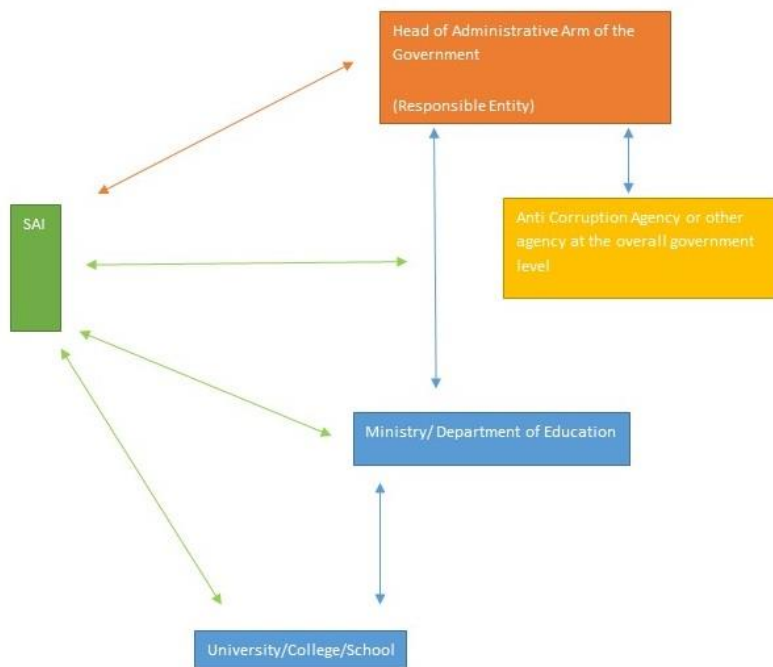 Head of Administrative Arm of the
Government
(Responsible Entity)
SAI
Anti Corruption Agency or other
agency at the overall government
level
Ministry/ Department of Education
University/College/School